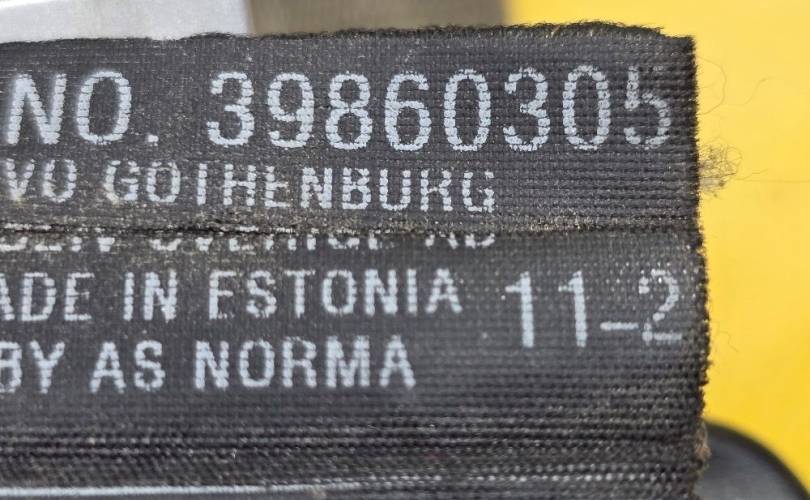 NO. 39860305
VO GOTHENBURG
ADE IN ESTONIA 11-2
BY AS NORMA